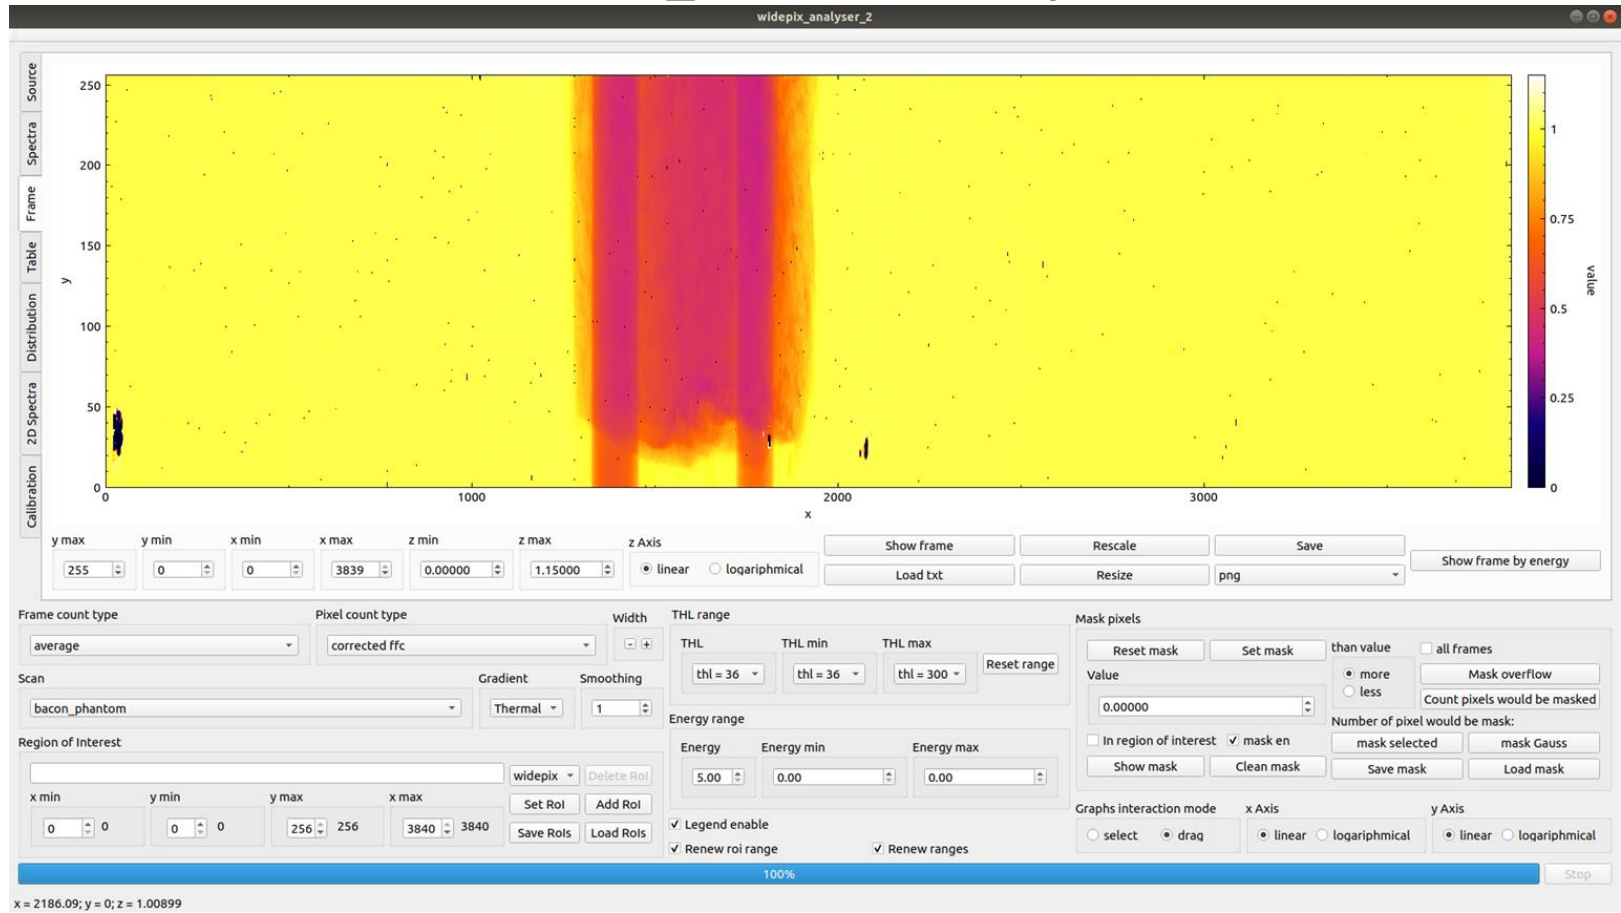 widepix_analyser_2
Source
Spectra
Frame
Table
Distribution
2D Spectra
Calibration
250
200
150
100
50
0
y
0
1000
2000
3000
x
1
0.75
0.5
0.25
0
value
y max y min x min x max z min z max z Axis
255 0 0 3839 0.00000 1.15000 linear logariphmical
Show frame Rescale Save
Load txt Resize png
Show frame by energy
Frame count type Pixel count type Width
average corrected ffc - +
Scan Gradient Smoothing
bacon_phantom Thermal 1
Region of Interest
widepix Delete RoI
x min y min y max x max Set RoI Add RoI
0 0 0 0 256 256 3840 3840 Save RoIs Load RoIs
THL range
THL THL min THL max
thl = 36 thl = 36 thl = 300 Reset range
Energy range
Energy Energy min Energy max
5.00 0.00 0.00
Legend enable
Renew roi range Renew ranges
Mask pixels
Reset mask Set mask than value all frames
Value more Mask overflow
0.00000 less Count pixels would be masked
Number of pixel would be mask:
In region of interest mask en mask selected mask Gauss
Show mask Clean mask Save mask Load mask
Graphs interaction mode x Axis y Axis
select drag linear logariphmical linear logariphmical
100% Stop
x = 2186.09; y = 0; z = 1.00899